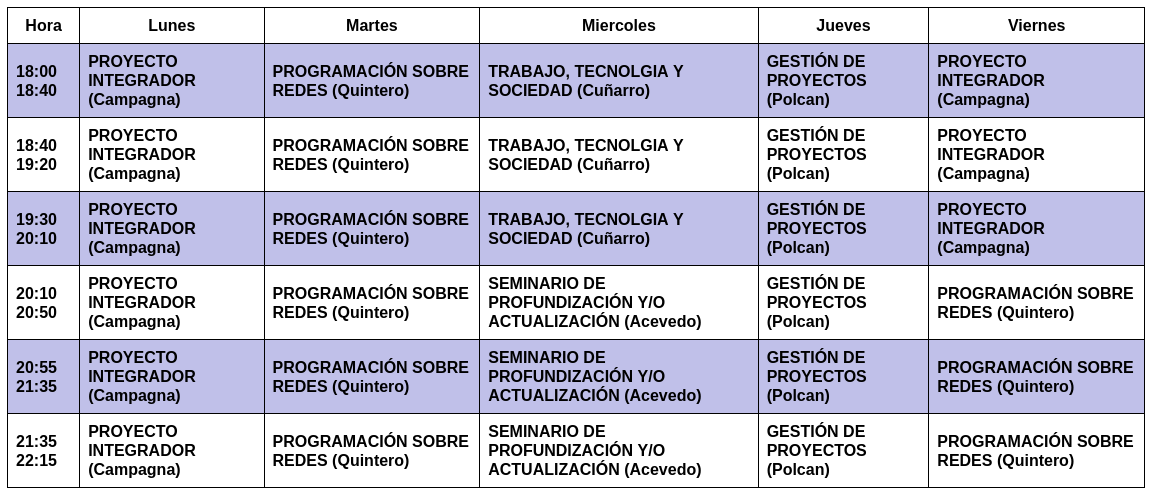 Hora Lunes Martes Miercoles Jueves Viernes
18:00
18:40
PROYECTO
INTEGRADOR
(Campagna)
PROGRAMACIÓN SOBRE
REDES (Quintero)
TRABAJO, TECNOLGIA Y
SOCIEDAD (Cuñarro)
GESTIÓN DE
PROYECTOS
(Polcan)
PROYECTO
INTEGRADOR
(Campagna)
18:40
19:20
PROYECTO
INTEGRADOR
(Campagna)
PROGRAMACIÓN SOBRE
REDES (Quintero)
TRABAJO, TECNOLGIA Y
SOCIEDAD (Cuñarro)
GESTIÓN DE
PROYECTOS
(Polcan)
PROYECTO
INTEGRADOR
(Campagna)
19:30
20:10
PROYECTO
INTEGRADOR
(Campagna)
PROGRAMACIÓN SOBRE
REDES (Quintero)
TRABAJO, TECNOLGIA Y
SOCIEDAD (Cuñarro)
GESTIÓN DE
PROYECTOS
(Polcan)
PROYECTO
INTEGRADOR
(Campagna)
20:10
20:50
PROYECTO
INTEGRADOR
(Campagna)
PROGRAMACIÓN SOBRE
REDES (Quintero)
SEMINARIO DE
PROFUNDIZACIÓN Y/O
ACTUALIZACIÓN (Acevedo)
GESTIÓN DE
PROYECTOS
(Polcan)
PROGRAMACIÓN SOBRE
REDES (Quintero)
20:55
21:35
PROYECTO
INTEGRADOR
(Campagna)
PROGRAMACIÓN SOBRE
REDES (Quintero)
SEMINARIO DE
PROFUNDIZACIÓN Y/O
ACTUALIZACIÓN (Acevedo)
GESTIÓN DE
PROYECTOS
(Polcan)
PROGRAMACIÓN SOBRE
REDES (Quintero)
21:35
22:15
PROYECTO
INTEGRADOR
(Campagna)
PROGRAMACIÓN SOBRE
REDES (Quintero)
SEMINARIO DE
PROFUNDIZACIÓN Y/O
ACTUALIZACIÓN (Acevedo)
GESTIÓN DE
PROYECTOS
(Polcan)
PROGRAMACIÓN SOBRE
REDES (Quintero)